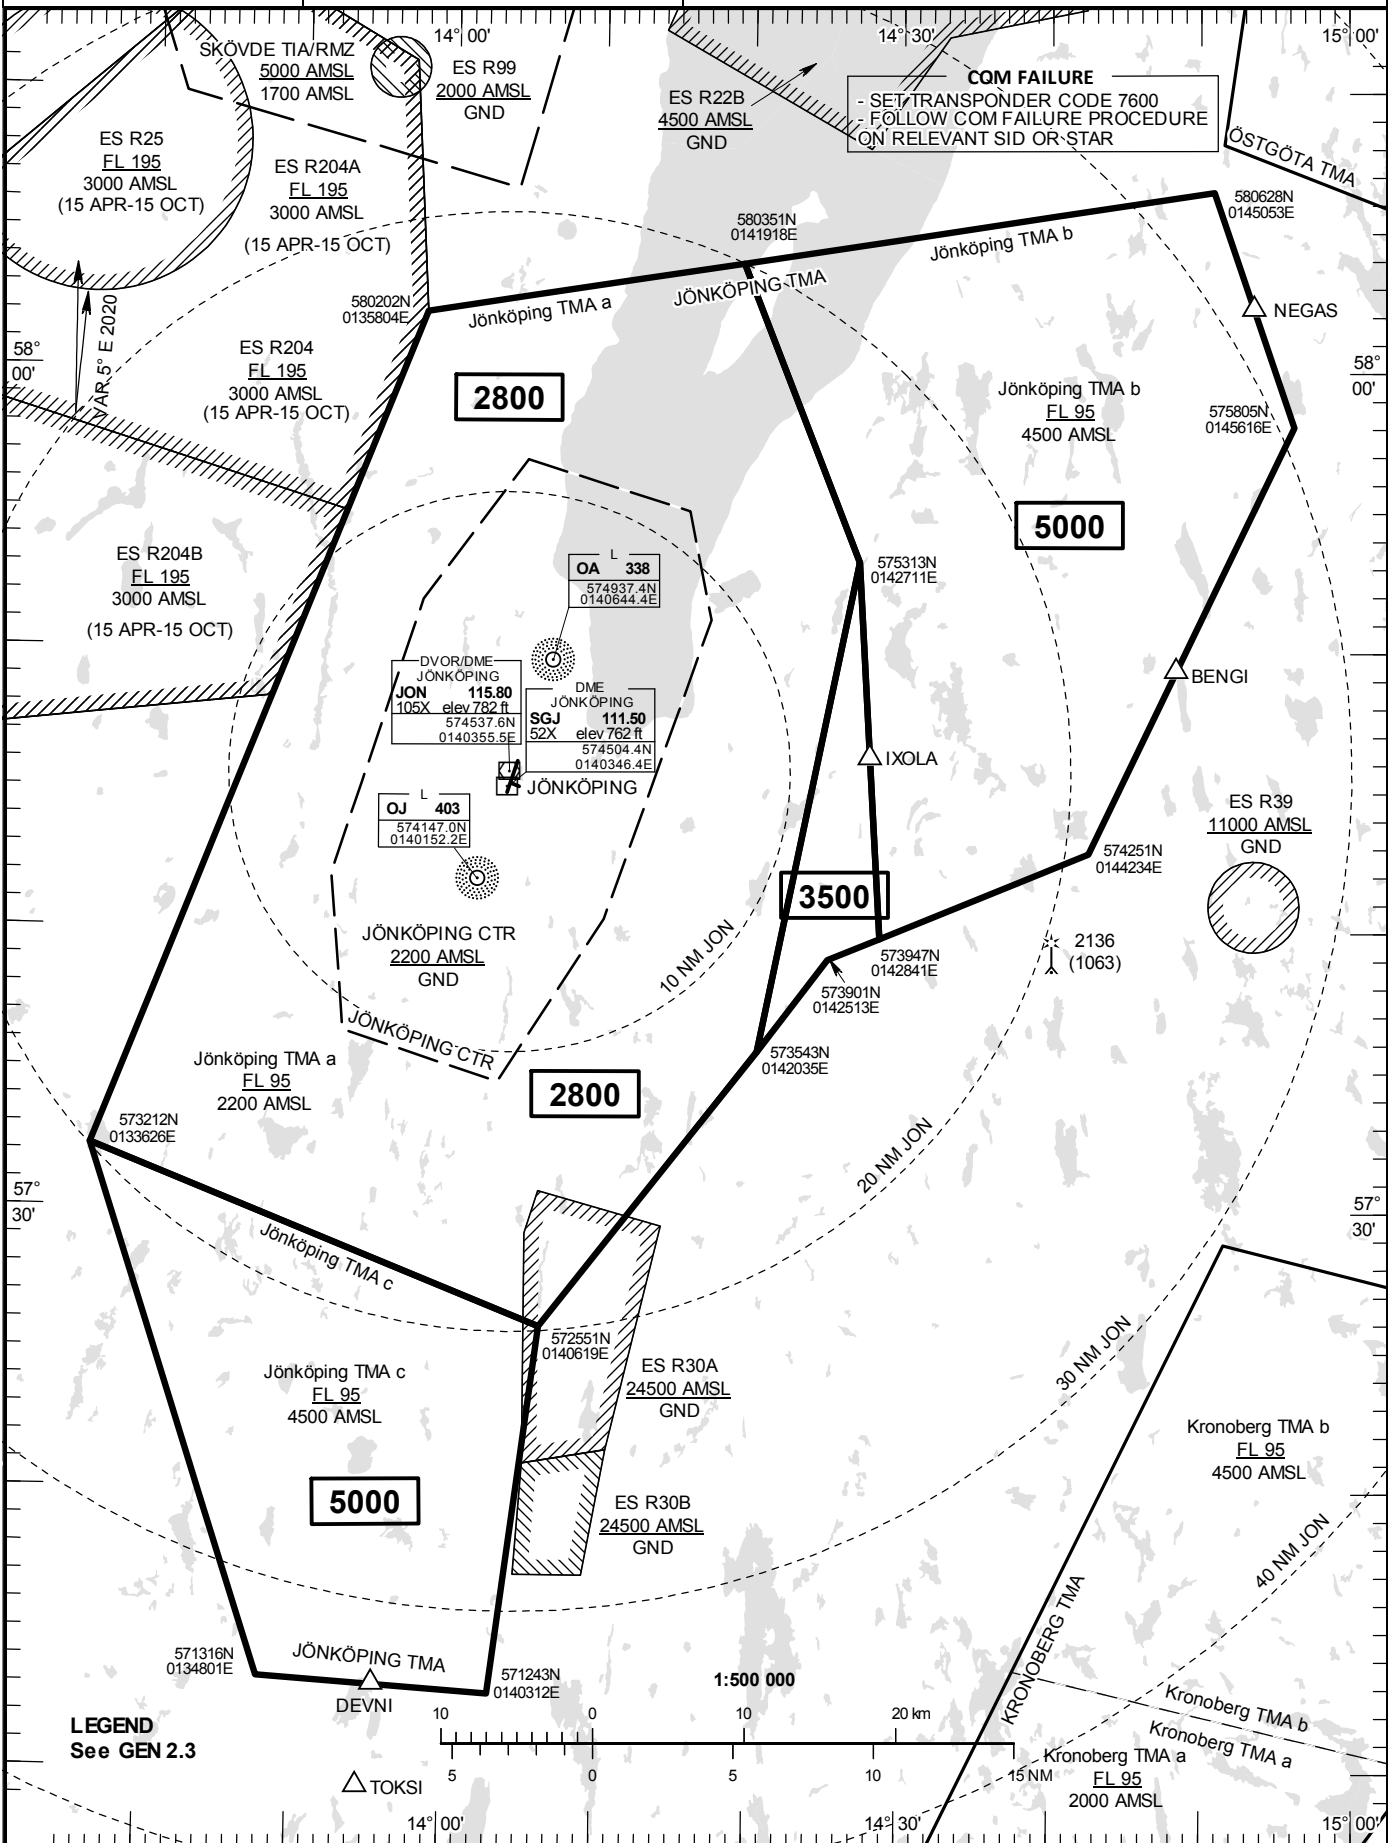 14°00'
14°30'
15°00'
SKÖVDE TIA/RMZ
5000 AMSL
1700 AMSL
ES R99
2000 AMSL
GND
ES R22B
4500 AMSL
GND
COM FAILURE
- SET TRANSPONDER CODE 7600
- FOLLOW COM FAILURE PROCEDURE
ON RELEVANT SID OR STAR
ÖSTGÖTA TMA
ES R25
FL 195
3000 AMSL
(15 APR-15 OCT)
ES R204A
FL 195
3000 AMSL
(15 APR-15 OCT)
580351N
0141918E
580628N
0145053E
Jönköping TMA b
JÖNKÖPING TMA
Jönköping TMA a
580202N
0135804E
NEGAS
VAR 5° E 2020
58°
00'
58°
00'
ES R204
FL 195
3000 AMSL
(15 APR-15 OCT)
2800
Jönköping TMA b
FL 95
4500 AMSL
575805N
0145616E
5000
ES R204B
FL 195
3000 AMSL
(15 APR-15 OCT)
L
OA 338
574937.4N
0140644.4E
575313N
0142711E
DVOR/DME
JÖNKÖPING
JON 115.80
105X elev 782 ft
574537.6N
0140355.5E
DME
JÖNKÖPING
SGJ 111.50
52X elev 762 ft
574504.4N
0140346.4E
JÖNKÖPING
BENGI
IXOLA
L
OJ 403
574147.0N
0140152.2E
ES R39
11000 AMSL
GND
574251N
0144234E
3500
JÖNKÖPING CTR
2200 AMSL
GND
10 NM JON
573947N
0142841E
2136
(1063)
573901N
0142513E
JÖNKÖPING CTR
573543N
0142035E
Jönköping TMA a
FL 95
2200 AMSL
2800
573212N
0133626E
20 NM JON
57°
30'
57°
30'
Jönköping TMA c
572551N
0140619E
30 NM JON
Jönköping TMA c
FL 95
4500 AMSL
ES R30A
24500 AMSL
GND
Kronoberg TMA b
FL 95
4500 AMSL
5000
ES R30B
24500 AMSL
GND
40 NM JON
KRONOBERG TMA
571316N
0134801E
JÖNKÖPING TMA
571243N
0140312E
DEVNI
1:500 000
Kronoberg TMA b
Kronoberg TMA a
LEGEND
See GEN 2.3
10 0 10 20 km
5 0 5 10 15 NM
Kronoberg TMA a
FL 95
2000 AMSL
TOKSI
14°00'
14°30'
15°00'